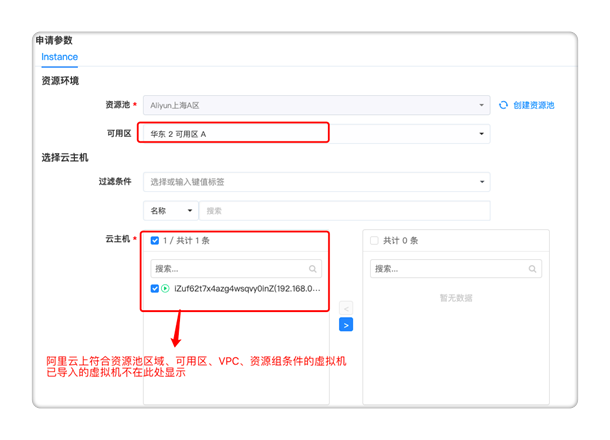 申请参数
Instance
资源环境
资源池 * Aliyun上海A区 创建资源池
可用区 华东 2 可用区 A
选择云主机
过滤条件 选择或输入键值标签
名称 搜索
云主机 * 1 / 共计 1 条 共计 0 条
搜索... 搜索...
iZuf62t7x4azg4wsqvy0inZ(192.168.0... 暂无数据
<
>
阿里云上符合资源池区域、可用区、VPC、资源组条件的虚拟机
已导入的虚拟机不在此处显示